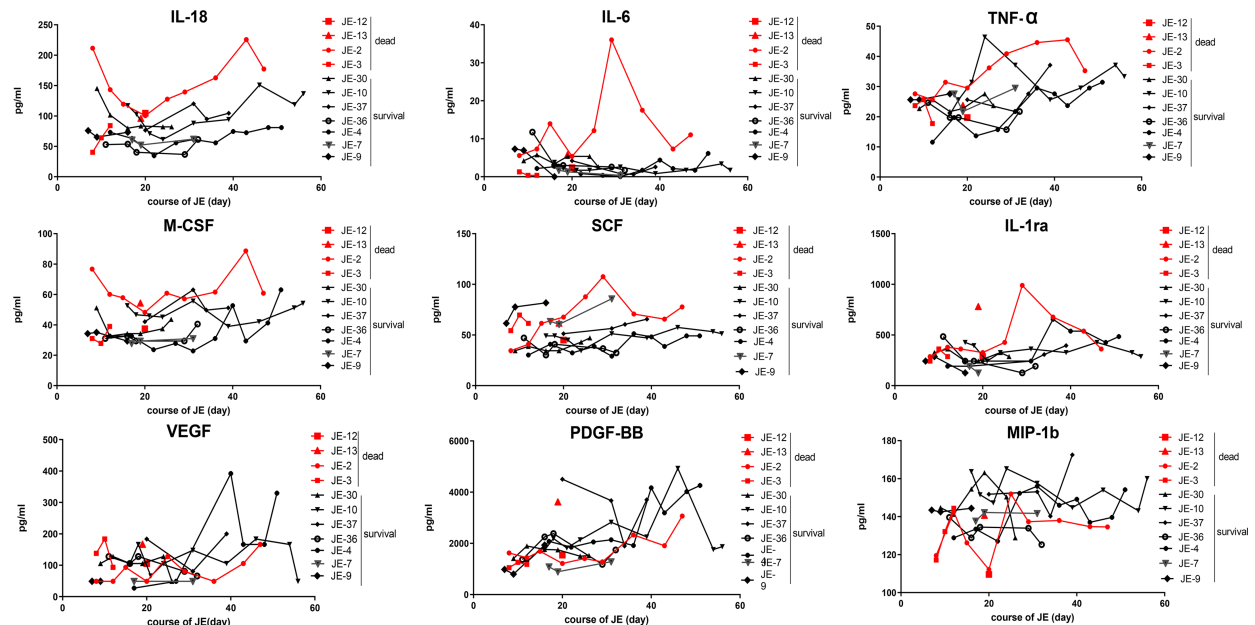 IL-18
pg/ml
250
200
150
100
50
0
0
20
40
60
course of JE (day)
JE-12
JE-13
JE-2
JE-3
JE-30
JE-10
JE-37
JE-36
JE-4
JE-7
JE-9
dead
survival
IL-6
pg/ml
40
30
20
10
0
0
20
40
60
course of JE (day)
JE-12
JE-13
JE-2
JE-3
JE-30
JE-10
JE-37
JE-36
JE-4
JE-7
JE-9
dead
survival
TNF-α
pg/ml
50
40
30
20
10
0
0
20
40
60
course of JE (day)
JE-12
JE-13
JE-2
JE-3
JE-30
JE-10
JE-37
JE-36
JE-4
JE-7
JE-9
dead
survival
M-CSF
pg/ml
100
80
60
40
20
0
0
20
40
60
course of JE (day)
JE-12
JE-13
JE-2
JE-3
JE-30
JE-10
JE-37
JE-36
JE-4
JE-7
JE-9
dead
survival
SCF
pg/ml
150
100
50
0
0
20
40
60
course of JE (day)
JE-12
JE-13
JE-2
JE-3
JE-30
JE-10
JE-37
JE-36
JE-4
JE-7
JE-9
dead
survival
IL-1ra
pg/ml
1500
1000
500
0
0
20
40
60
course of JE (day)
JE-12
JE-13
JE-2
JE-3
JE-30
JE-10
JE-37
JE-36
JE-4
JE-7
JE-9
dead
survival
VEGF
pg/ml
500
400
300
200
100
0
0
20
40
60
course of JE(day)
JE-12
JE-13
JE-2
JE-3
JE-30
JE-10
JE-37
JE-36
JE-4
JE-7
JE-9
dead
survival
PDGF-BB
pg/ml
6000
4000
2000
0
0
20
40
60
course of JE (day)
JE-12
JE-13
JE-2
JE-3
JE-30
JE-10
JE-37
JE-36
JE-
JE-7
JE-
9
dead
survival
MIP-1b
pg/ml
180
160
140
120
100
0
20
40
60
course of JE (day)
JE-12
JE-13
JE-2
JE-3
JE-30
JE-10
JE-37
JE-36
JE-4
JE-7
JE-9
dead
survival